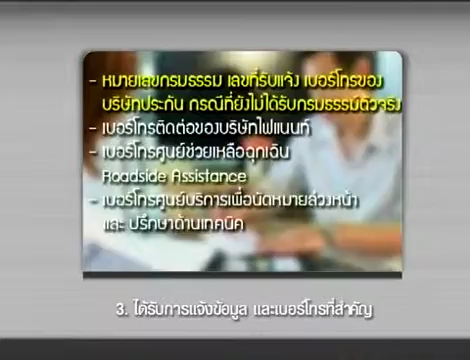 - หมายเลขกรมธรรม์ เลขที่รับแจ้ง เบอร์โทรของ
บริษัทประกัน กรณีที่ยังไม่ได้รับกรมธรรม์ตัวจริง
- เบอร์โทรติดต่อของบริษัทไฟแนนท์
- เบอร์โทรศูนย์ช่วยเหลือฉุกเฉิน
Roadside Assistance
- เบอร์โทรศูนย์บริการเพื่อนัดหมายล่วงหน้า
และ ปรึกษาด้านเทคนิค
3. ได้รับการแจ้งข้อมูล และเบอร์โทรที่สำคัญ